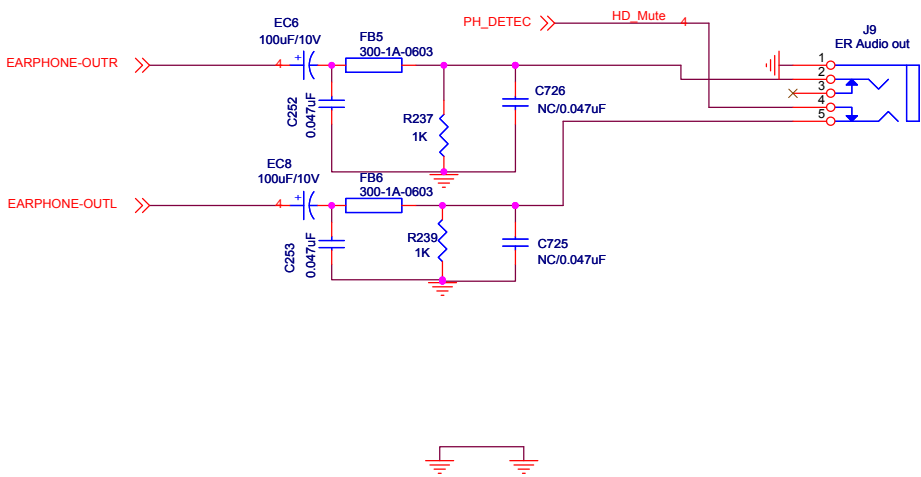 PH_DETEC
HD_Mute
4
J9
ER Audio out
EC6
100uF/10V
FB5
300-1A-0603
EARPHONE-OUTR
4
+
1
2
3
4
5
C252
0.047uF
R237
1K
C726
NC/0.047uF
EC8
100uF/10V
FB6
300-1A-0603
EARPHONE-OUTL
4
+
C253
0.047uF
R239
1K
C725
NC/0.047uF